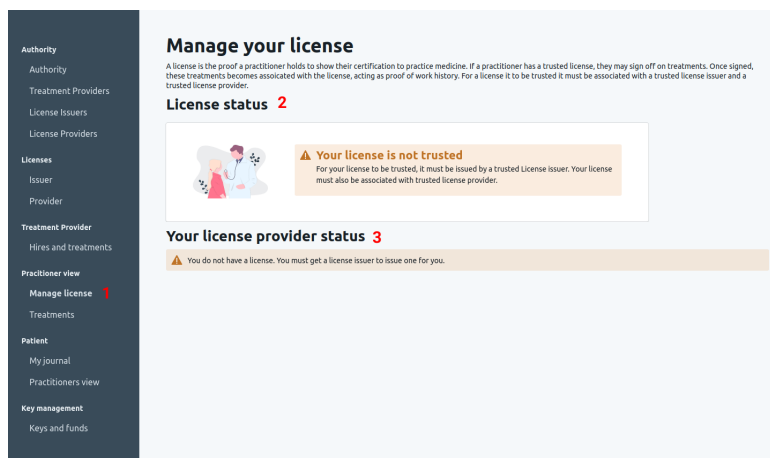 Authority
Authority
Treatment Providers
License Issuers
License Providers
Licenses
Issuer
Provider
Treatment Provider
Hires and treatments
Pracitioner view
Manage license 1
Treatments
Patient
My journal
Practitioners view
Key management
Keys and funds
Manage your license
A license is the proof a practitioner holds to show their certification to practice medicine. If a practitioner has a trusted license, they may sign off on treatments. Once signed,
these treatments becomes assoicated with the license, acting as proof of work history. For a license it to be trusted it must be associated with a trusted license issuer and a
trusted license provider.
License status 2
Your license is not trusted
For your license to be trusted, it must be issued by a trusted License issuer. Your license
must also be associated with trusted license provider.
Your license provider status 3
You do not have a license. You must get a license issuer to issue one for you.